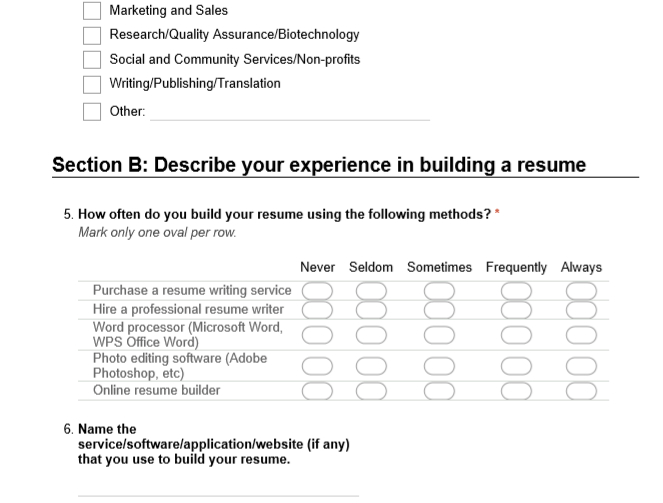 Marketing and Sales
Research/Quality Assurance/Biotechnology
Social and Community Services/Non-profits
Writing/Publishing/Translation
Other:
Section B: Describe your experience in building a resume
5. How often do you build your resume using the following methods? *
Mark only one oval per row.
Never Seldom Sometimes Frequently Always
Purchase a resume writing service
Hire a professional resume writer
Word processor (Microsoft Word,
WPS Office Word)
Photo editing software (Adobe
Photoshop, etc)
Online resume builder
6. Name the
service/software/application/website (if any)
that you use to build your resume.